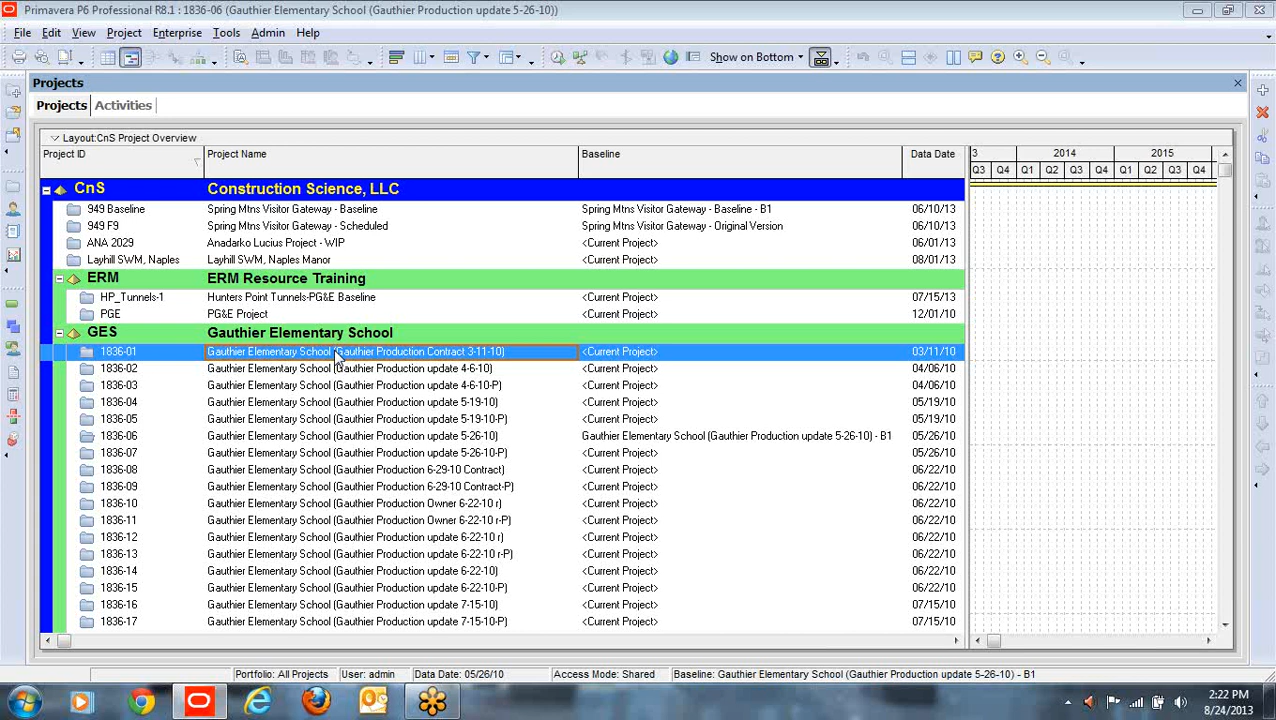 Primavera P6 Professional R8.1 : 1836-06 (Gauthier Elementary School (Gauthier Production update 5-26-10))
File Edit View Project Enterprise Tools Admin Help
Show on Bottom
Projects
Projects Activities
Layout:CnS Project Overview
Project ID Project Name Baseline Data Date 3 2014 2015
Q3 Q4 Q1 Q2 Q3 Q4 Q1 Q2 Q3 Q4
CnS Construction Science, LLC
949 Baseline Spring Mtns Visitor Gateway - Baseline Spring Mtns Visitor Gateway - Baseline - B1 06/10/13
949 F9 Spring Mtns Visitor Gateway - Scheduled Spring Mtns Visitor Gateway - Original Version 06/10/13
ANA 2029 Anadarko Lucius Project - WIP <Current Project> 06/01/13
Layhill SWM, Naples Layhill SWM, Naples Manor <Current Project> 08/01/13
ERM ERM Resource Training
HP_Tunnels-1 Hunters Point Tunnels-PG&E Baseline <Current Project> 07/15/13
PGE PG&E Project <Current Project> 12/01/10
GES Gauthier Elementary School
1836-01 Gauthier Elementary School (Gauthier Production Contract 3-11-10) <Current Project> 03/11/10
1836-02 Gauthier Elementary School (Gauthier Production update 4-6-10) <Current Project> 04/06/10
1836-03 Gauthier Elementary School (Gauthier Production update 4-6-10-P) <Current Project> 04/06/10
1836-04 Gauthier Elementary School (Gauthier Production update 5-19-10) <Current Project> 05/19/10
1836-05 Gauthier Elementary School (Gauthier Production update 5-19-10-P) <Current Project> 05/19/10
1836-06 Gauthier Elementary School (Gauthier Production update 5-26-10) Gauthier Elementary School (Gauthier Production update 5-26-10) - B1 05/26/10
1836-07 Gauthier Elementary School (Gauthier Production update 5-26-10-P) <Current Project> 05/26/10
1836-08 Gauthier Elementary School (Gauthier Production 6-29-10 Contract) <Current Project> 06/22/10
1836-09 Gauthier Elementary School (Gauthier Production 6-29-10 Contract-P) <Current Project> 06/22/10
1836-10 Gauthier Elementary School (Gauthier Production Owner 6-22-10 r) <Current Project> 06/22/10
1836-11 Gauthier Elementary School (Gauthier Production Owner 6-22-10 r-P) <Current Project> 06/22/10
1836-12 Gauthier Elementary School (Gauthier Production update 6-22-10 r) <Current Project> 06/22/10
1836-13 Gauthier Elementary School (Gauthier Production update 6-22-10 r-P) <Current Project> 06/22/10
1836-14 Gauthier Elementary School (Gauthier Production update 6-22-10) <Current Project> 06/22/10
1836-15 Gauthier Elementary School (Gauthier Production update 6-22-10-P) <Current Project> 06/22/10
1836-16 Gauthier Elementary School (Gauthier Production update 7-15-10) <Current Project> 07/15/10
1836-17 Gauthier Elementary School (Gauthier Production update 7-15-10-P) <Current Project> 07/15/10
Portfolio: All Projects User: admin Data Date: 05/26/10 Access Mode: Shared Baseline: Gauthier Elementary School (Gauthier Production update 5-26-10) - B1
2:22 PM
8/24/2013